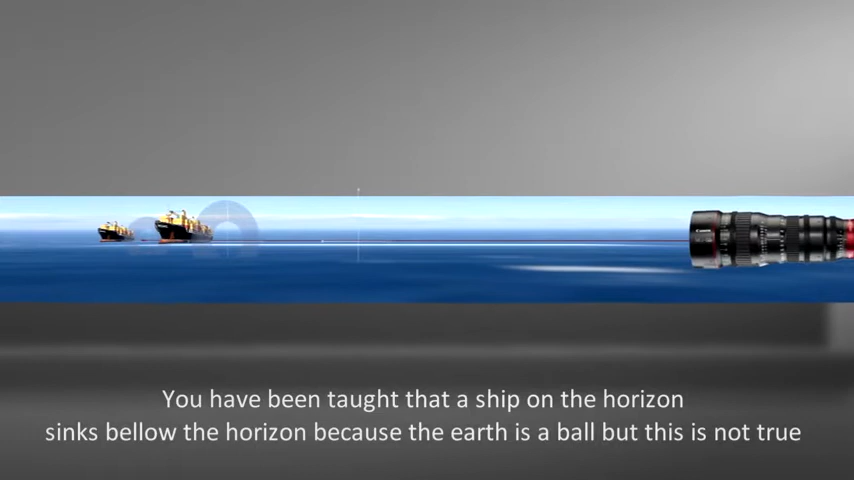 Canon
You have been taught that a ship on the horizon
sinks bellow the horizon because the earth is a ball but this is not true